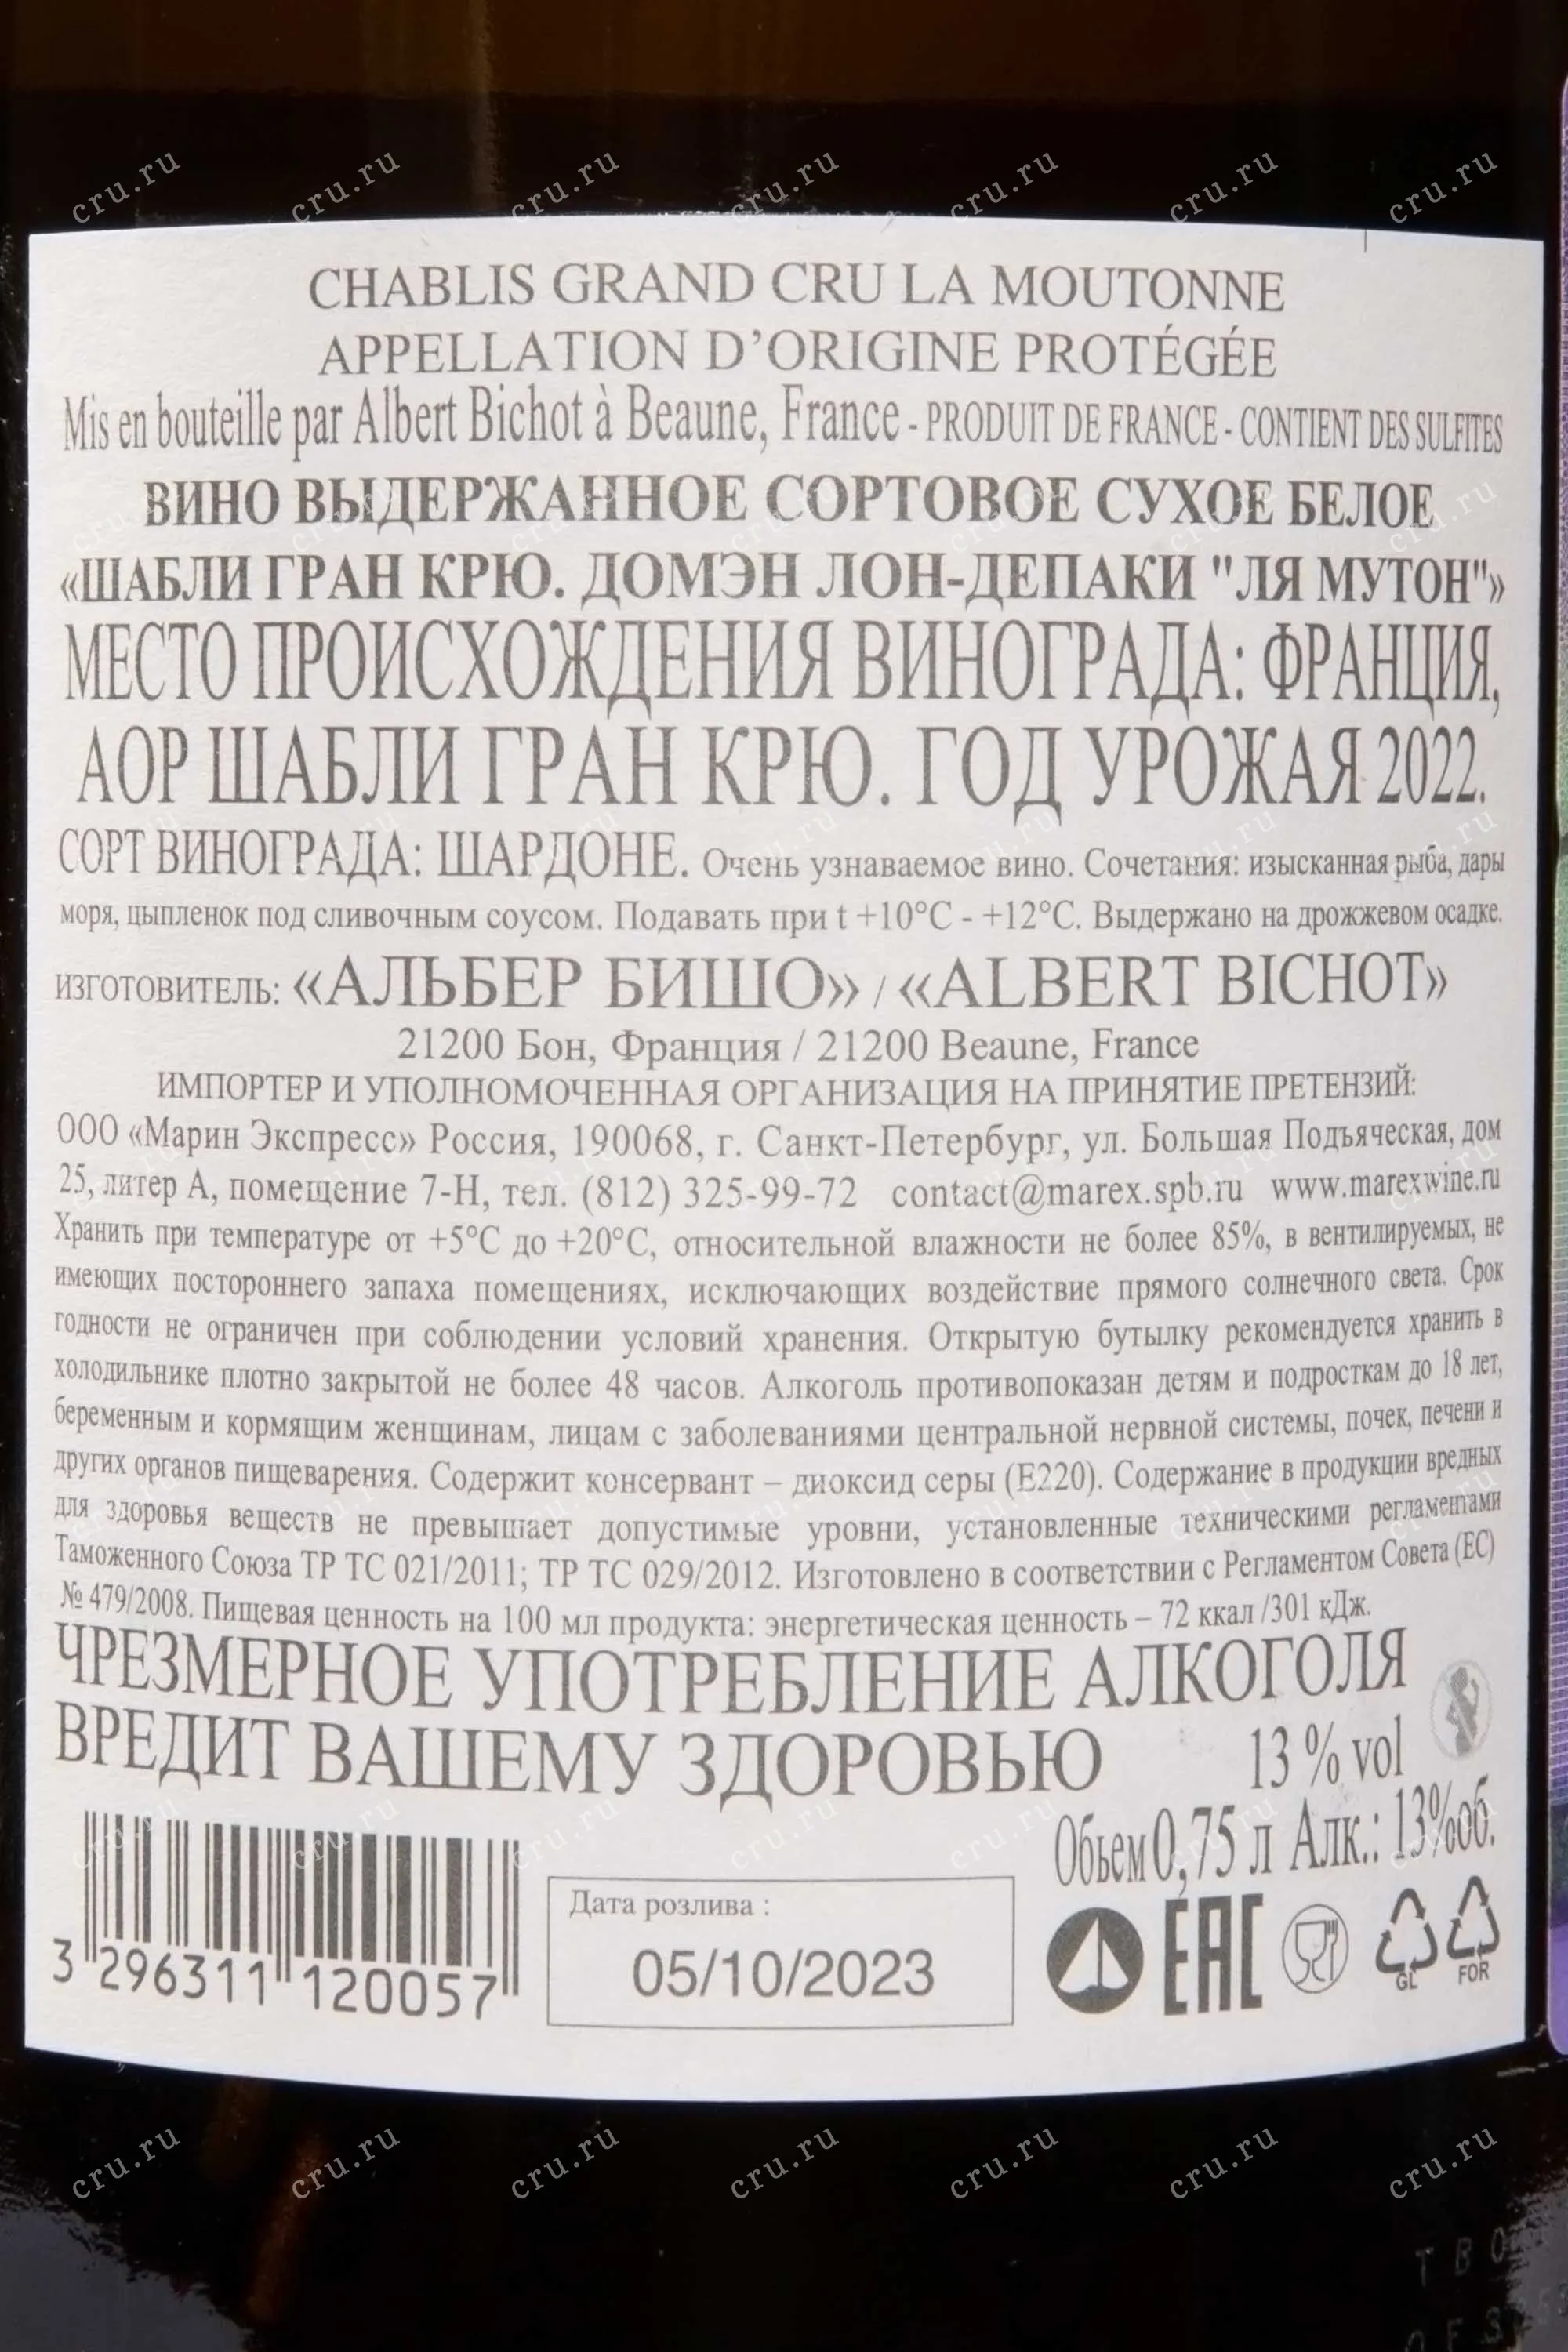 CHABLIS GRAND CRU LA MOUTONNE
APPELLATION D’ORIGINE PROTÉGÉE
Mis en bouteille par Albert Bichot à Beaune, France - PRODUIT DE FRANCE - CONTIENT DES SULFITES
ВИНО ВЫДЕРЖАННОЕ СОРТОВОЕ СУХОЕ БЕЛОЕ
«ШАБЛИ ГРАН КРЮ. ДОМЭН ЛОН-ДЕПАКИ "ЛЯ МУТОН"»
МЕСТО ПРОИСХОЖДЕНИЯ ВИНОГРАДА: ФРАНЦИЯ,
АОР ШАБЛИ ГРАН КРЮ. ГОД УРОЖАЯ 2022.
СОРТ ВИНОГРАДА: ШАРДОНЕ. Очень узнаваемое вино. Сочетания: изысканная рыба, дары
моря, цыпленок под сливочным соусом. Подавать при t +10°C - +12°C. Выдержано на дрожжевом осадке.
ИЗГОТОВИТЕЛЬ: «АЛЬБЕР БИШО» / «ALBERT BICHOT»
21200 Бон, Франция / 21200 Beaune, France
ИМПОРТЕР И УПОЛНОМОЧЕННАЯ ОРГАНИЗАЦИЯ НА ПРИНЯТИЕ ПРЕТЕНЗИЙ:
ООО «Марин Экспресс» Россия, 190068, г. Санкт-Петербург, ул. Большая Подъяческая, дом
25, литер А, помещение 7-Н, тел. (812) 325-99-72 contact@marex.spb.ru www.marexwine.ru
Хранить при температуре от +5°C до +20°C, относительной влажности не более 85%, в вентилируемых, не
имеющих постороннего запаха помещениях, исключающих воздействие прямого солнечного света. Срок
годности не ограничен при соблюдении условий хранения. Открытую бутылку рекомендуется хранить в
холодильнике плотно закрытой не более 48 часов. Алкоголь противопоказан детям и подросткам до 18 лет,
беременным и кормящим женщинам, лицам с заболеваниями центральной нервной системы, почек, печени и
других органов пищеварения. Содержит консервант – диоксид серы (Е220). Содержание в продукции вредных
для здоровья веществ не превышает допустимые уровни, установленные техническими регламентами
Таможенного Союза ТР ТС 021/2011; ТР ТС 029/2012. Изготовлено в соответствии с Регламентом Совета (ЕС)
№ 479/2008. Пищевая ценность на 100 мл продукта: энергетическая ценность – 72 ккал /301 кДж.
ЧРЕЗМЕРНОЕ УПОТРЕБЛЕНИЕ АЛКОГОЛЯ
ВРЕДИТ ВАШЕМУ ЗДОРОВЬЮ
13 % vol
Обьем 0,75 л Алк.: 13%об.
3 296311 120057
Дата розлива :
05/10/2023
EAC
GL
FOR
cru.ru